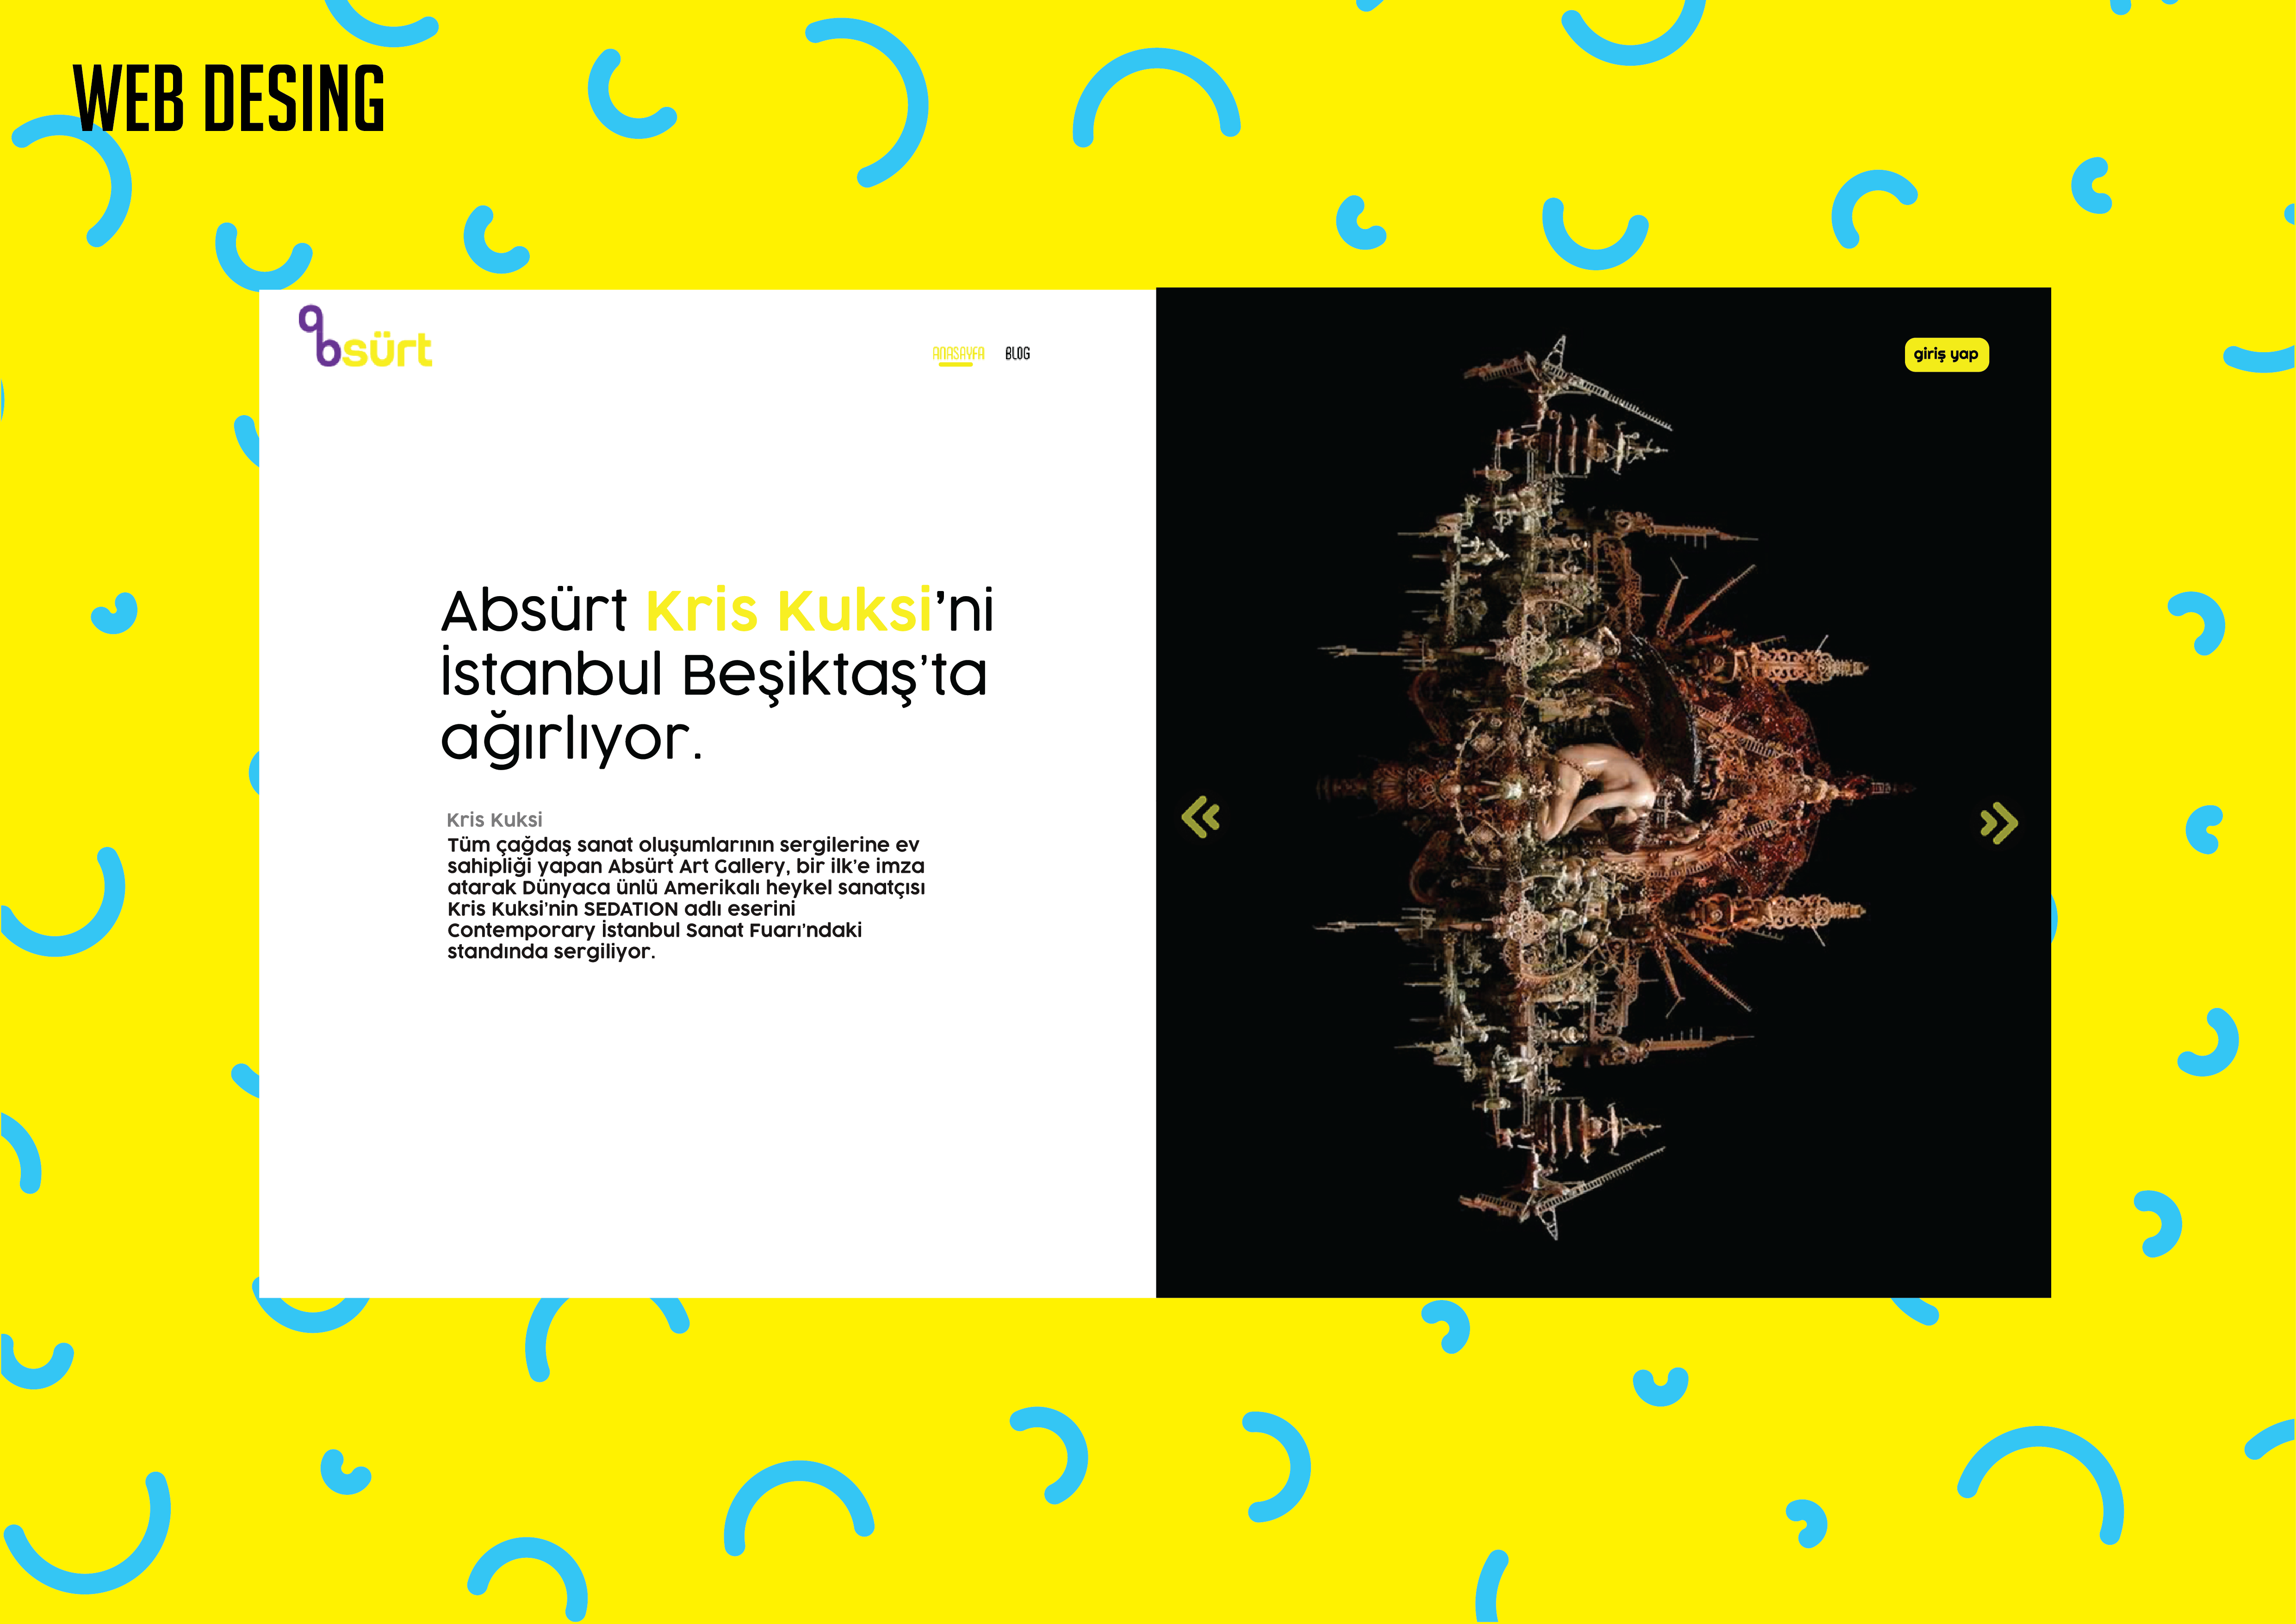 WEB DESING
absürt
ANASAYFA
BLOG
giriş yap
Absürt Kris Kuksi’ni
İstanbul Beşiktaş’ta
ağırlıyor.
Kris Kuksi
Tüm çağdaş sanat oluşumlarının sergilerine ev
sahipliği yapan Absürt Art Gallery, bir ilk’e imza
atarak Dünyaca ünlü Amerikalı heykel sanatçısı
Kris Kuksi’nin SEDATION adlı eserini
Contemporary İstanbul Sanat Fuarı’ndaki
standında sergiliyor.